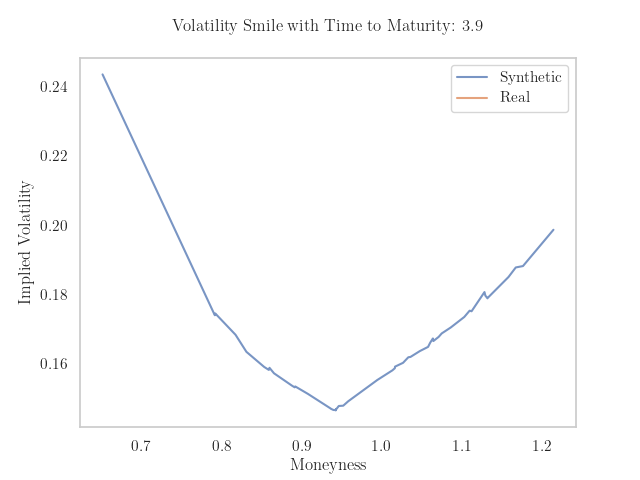 Volatility Smile with Time to Maturity: 3.9
Synthetic
Real
0.24
0.22
0.20
0.18
0.16
Implied Volatility
0.7 0.8 0.9 1.0 1.1 1.2
Moneyness